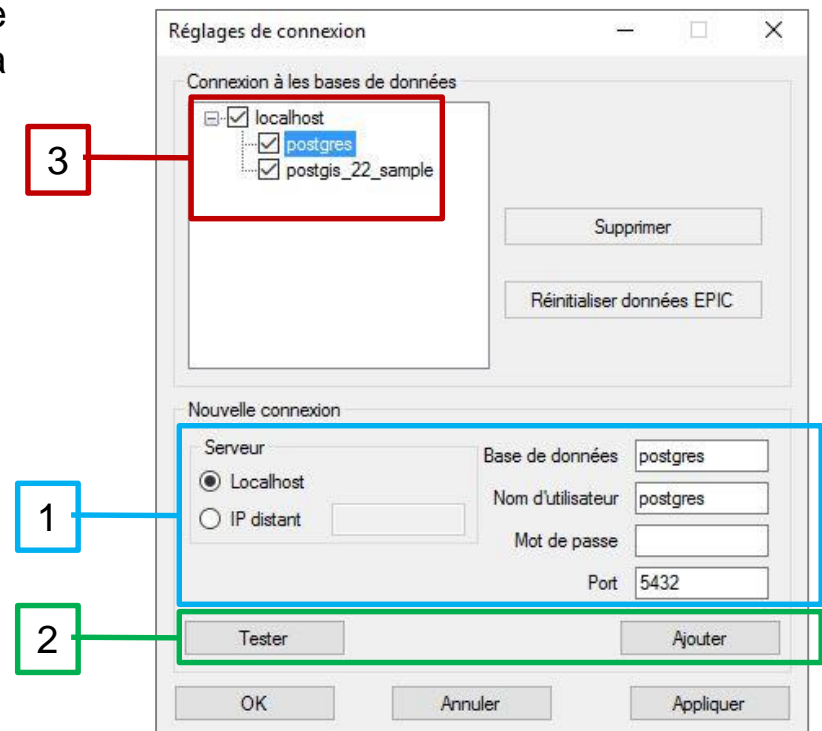 e
a
Réglages de connexion
Connexion à les bases de données
localhost
postgres
postgis_22_sample
3
Supprimer
Réinitialiser données EPIC
Nouvelle connexion
Serveur
Localhost
IP distant
Base de données postgres
Nom d'utilisateur postgres
Mot de passe
Port 5432
1
2
Tester Ajouter
OK Annuler Appliquer